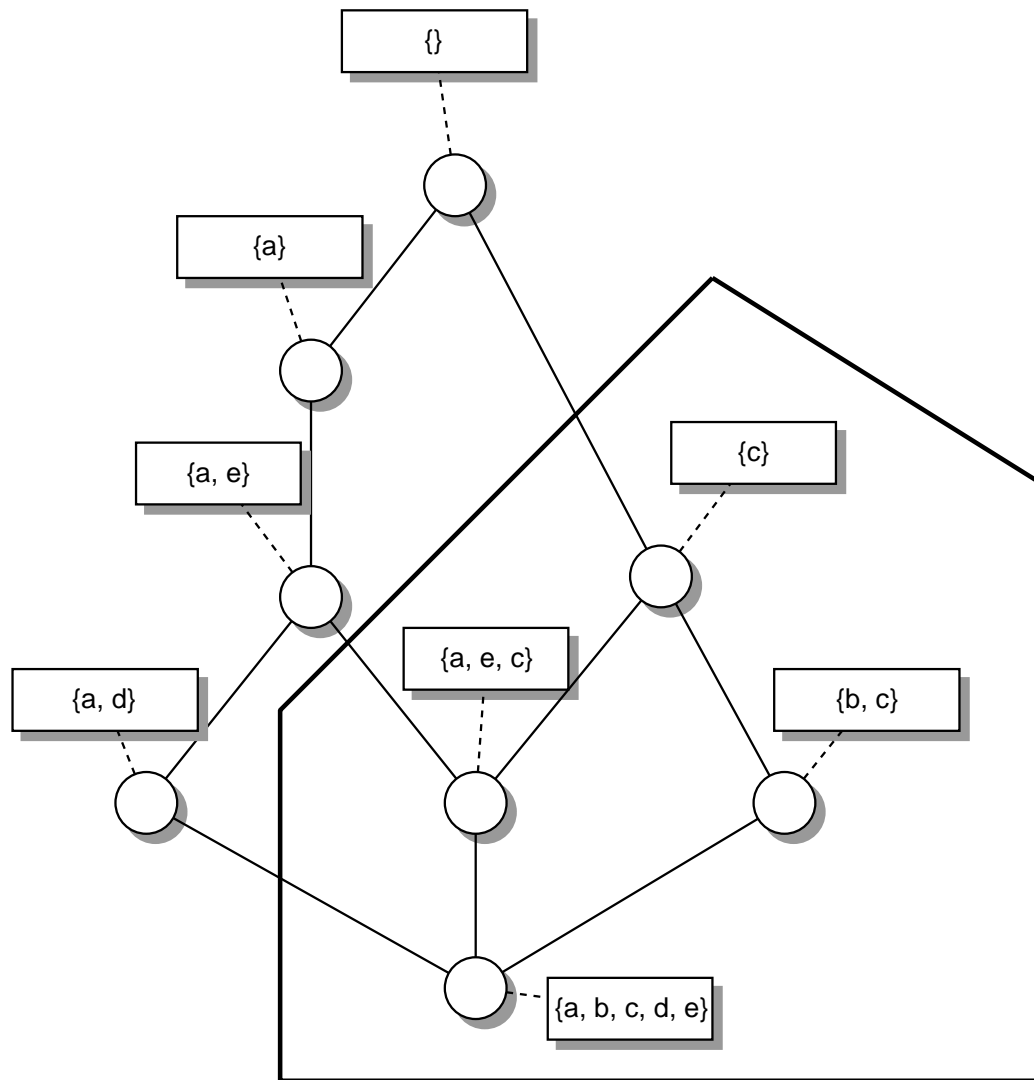 {}
{a}
{a, e}
{c}
{a, e, c}
{a, d}
{b, c}
{a, b, c, d, e}